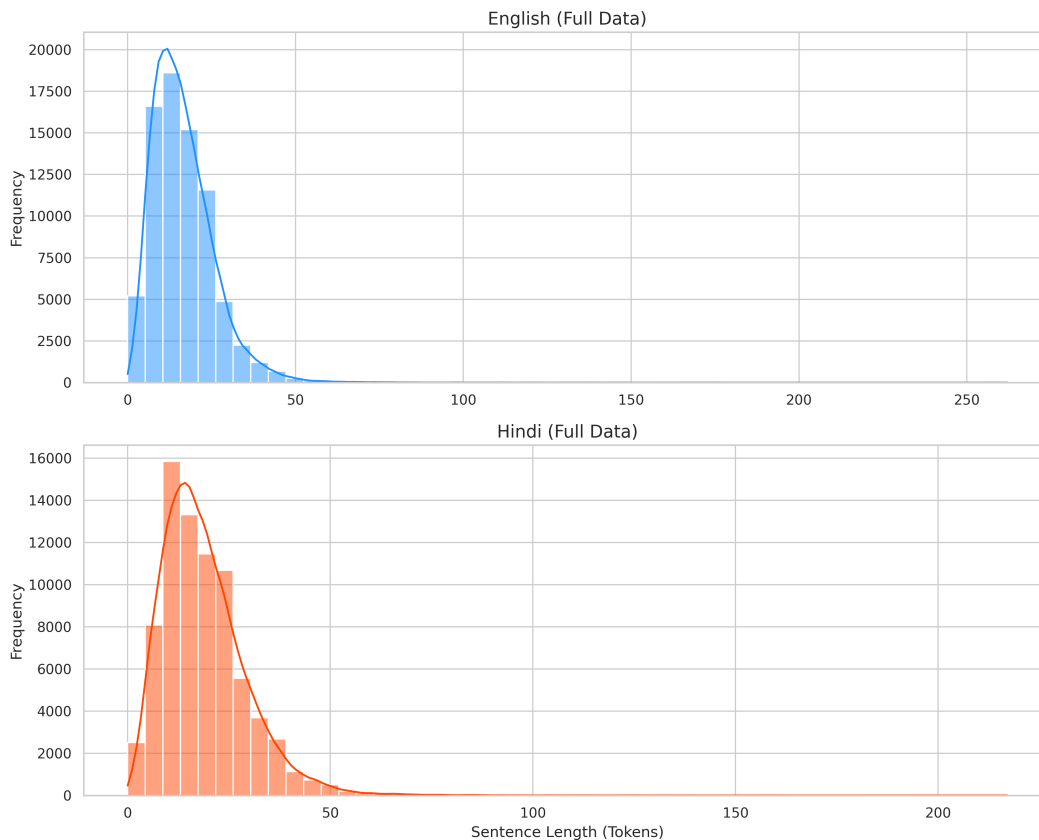 English (Full Data)
20000
17500
15000
12500
10000
7500
5000
2500
0
Frequency
0 50 100 150 200 250
Hindi (Full Data)
16000
14000
12000
10000
8000
6000
4000
2000
0
Frequency
0 50 100 150 200
Sentence Length (Tokens)